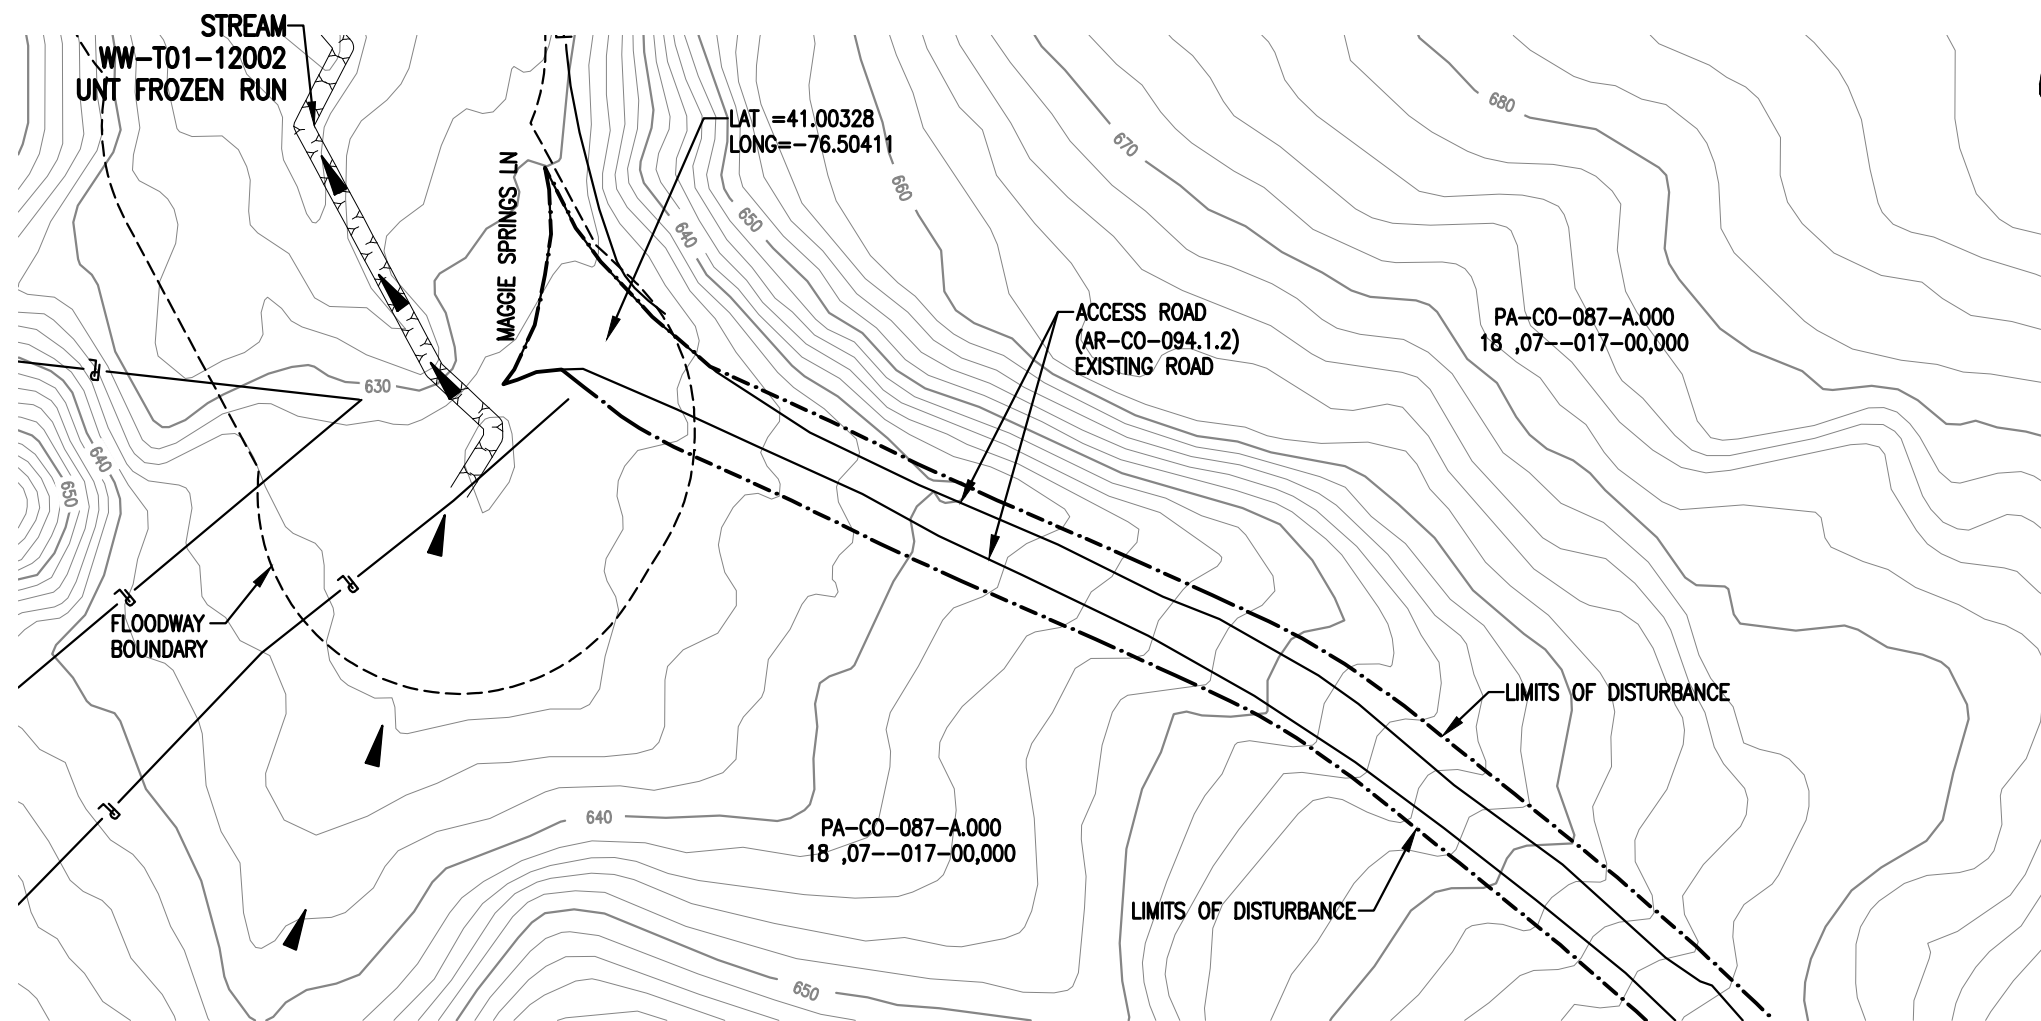 STREAM
WW-T01-12002
UNT FROZEN RUN
LAT =41.00328
LONG=-76.50411
MAGGIE SPRINGS LN
680
670
660
650
640
ACCESS ROAD
(AR-CO-094.1.2)
EXISTING ROAD
PA-CO-087-A.000
18 ,07--017-00,000
630
640
650
FLOODWAY
BOUNDARY
LIMITS OF DISTURBANCE
640
PA-CO-087-A.000
18 ,07--017-00,000
LIMITS OF DISTURBANCE
650